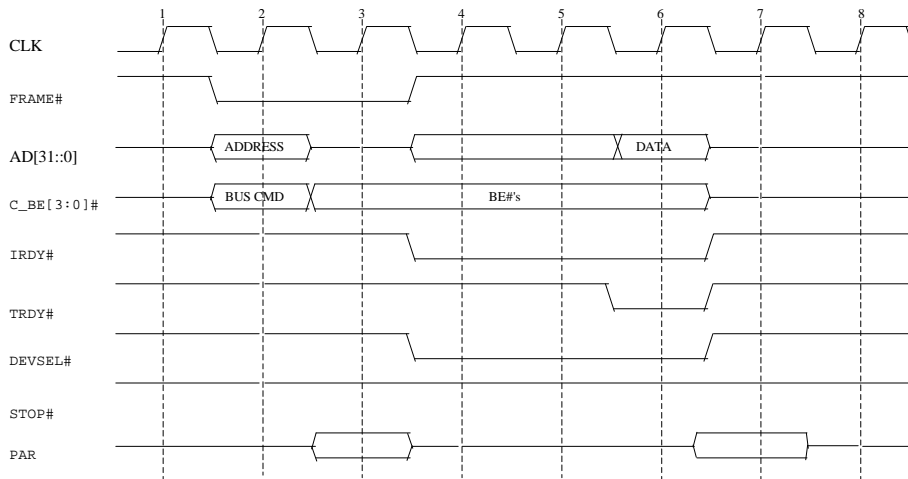 1 2 3 4 5 6 7 8
CLK
FRAME#
AD[31::0] ADDRESS DATA
C_BE[3:0]# BUS CMD BE#'s
IRDY#
TRDY#
DEVSEL#
STOP#
PAR